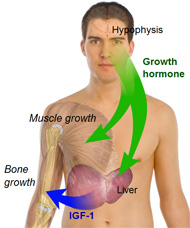 Hypophysis
Growth
hormone
Muscle growth
Bone
growth
Liver
IGF-1